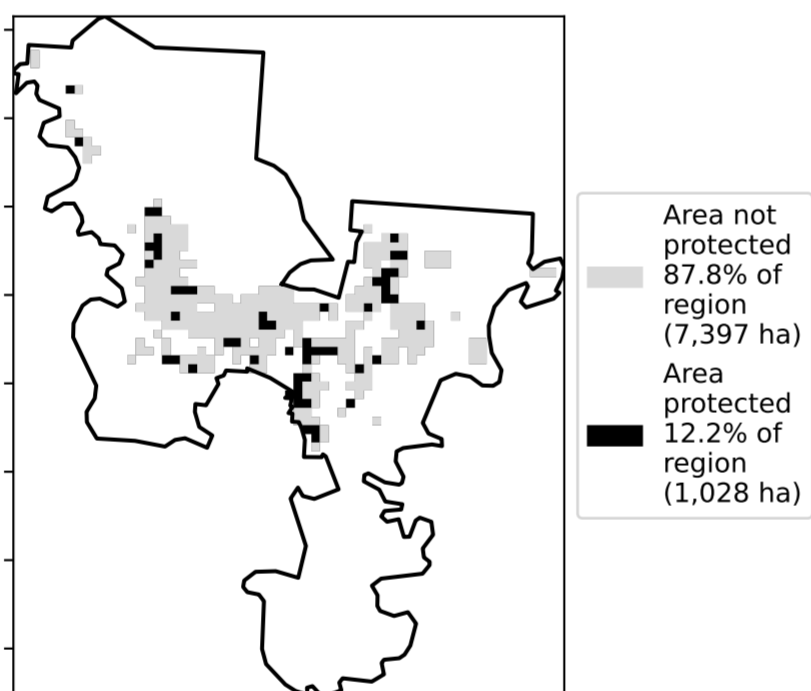 Area not
protected
87.8% of
region
(7,397 ha)
Area
protected
12.2% of
region
(1,028 ha)